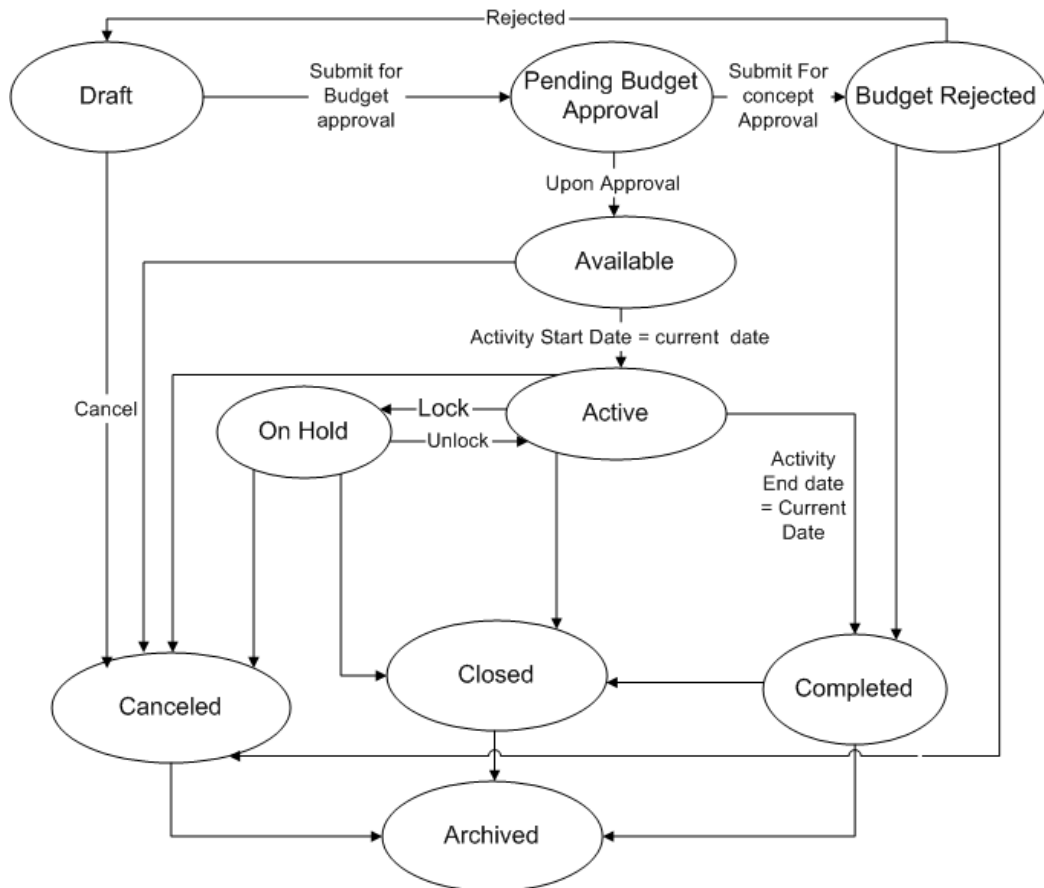 Rejected
Draft
Submit for
Budget
approval
Pending Budget
Approval
Submit For
concept
Approval
Budget Rejected
Upon Approval
Available
Activity Start Date = current  date
Cancel
On Hold
Lock
Unlock
Active
Activity
End date
= Current
Date
Canceled
Closed
Completed
Archived